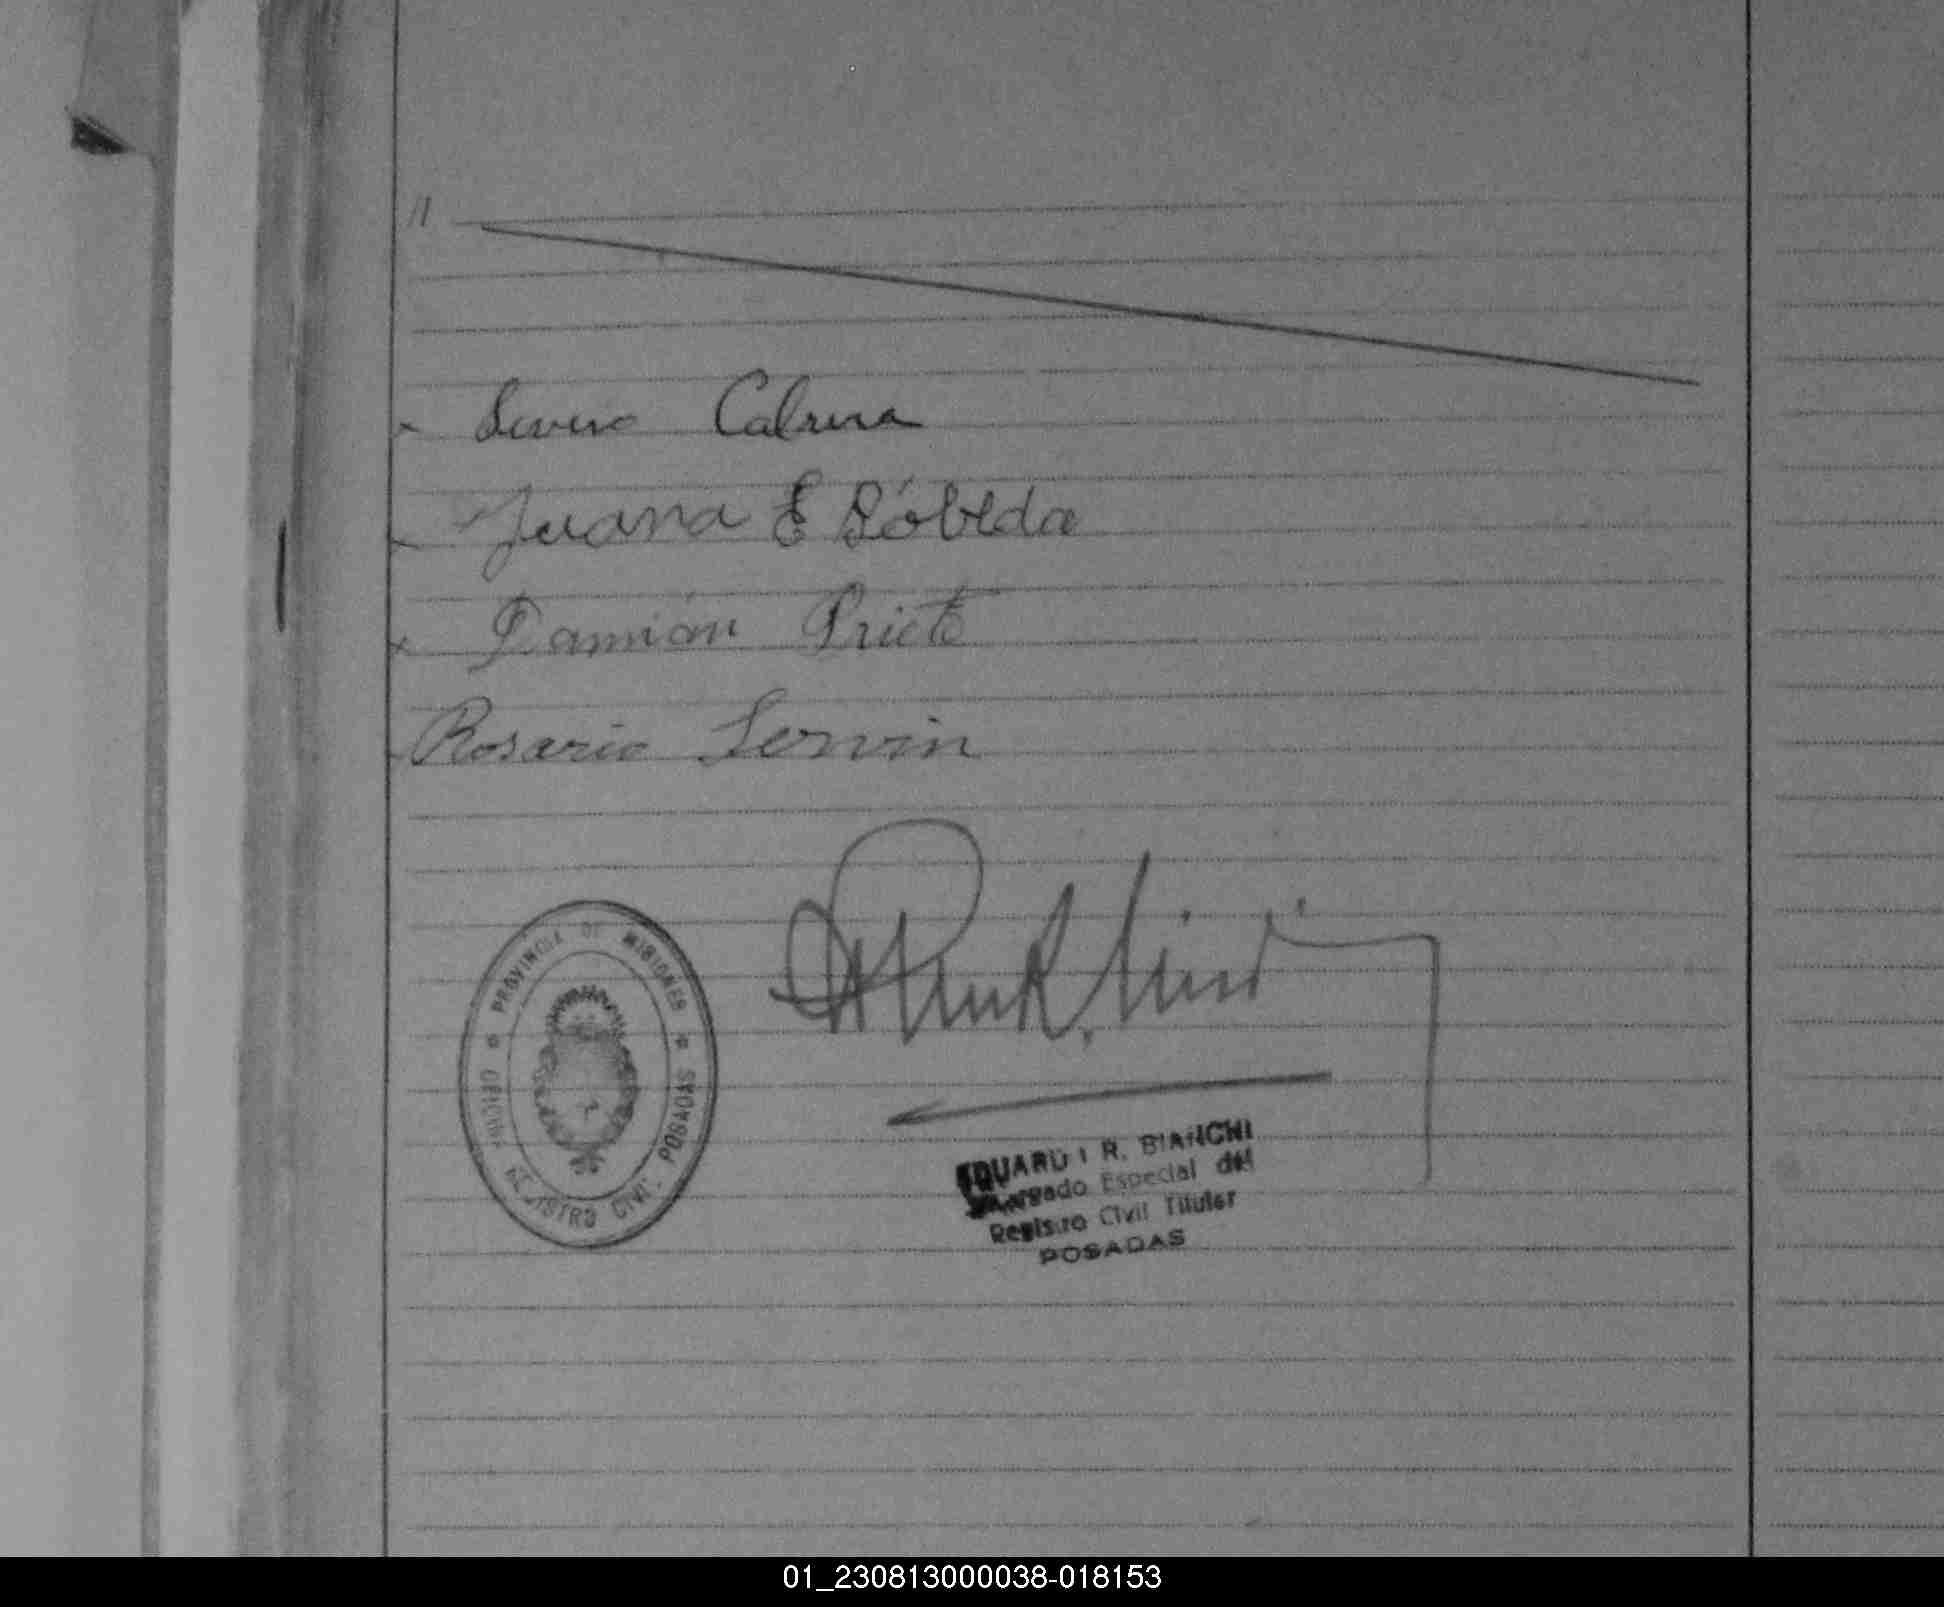 //
Severo Cabrera
Juana E Bóbeda
Damián Prieto
Rosario Servin
PROVINCIA DE MISIONES * OFICINA REGISTRO CIVIL POSADAS *
EDUARDO R. BIANCHI
Encargado Especial del
Registro Civil Titular
POSADAS
01_230813000038-018153